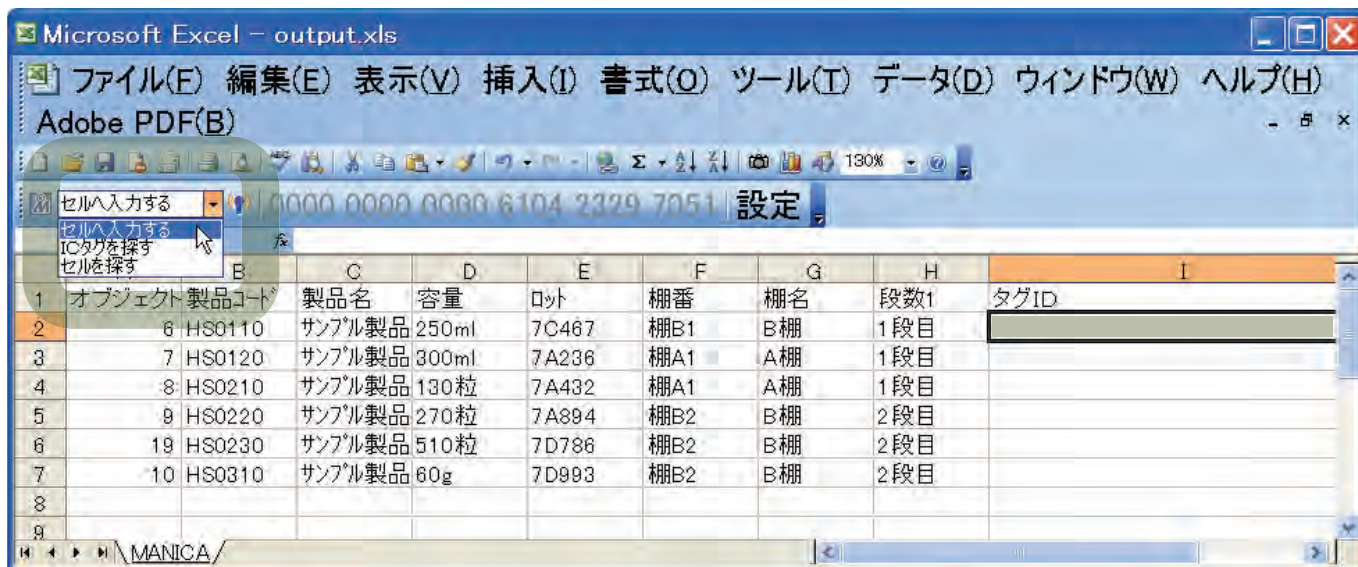 Microsoft Excel - output.xls
ファイル(F) 編集(E) 表示(V) 挿入(I) 書式(O) ツール(T) データ(D) ウィンドウ(W) ヘルプ(H)
Adobe PDF(B)
130%
セルへ入力する 0000 0000 0000 6104 2329 7051 設定
セルへ入力する
ICタグを探す
セルを探す
fx
B C D E F G H I
1 オブジェクト 製品コード 製品名 容量 ロット 棚番 棚名 段数1 タグID
2 6 HS0110 サンプル製品 250ml 7C467 棚B1 B棚 1段目
3 7 HS0120 サンプル製品 300ml 7A236 棚A1 A棚 1段目
4 8 HS0210 サンプル製品 130粒 7A432 棚A1 A棚 1段目
5 9 HS0220 サンプル製品 270粒 7A894 棚B2 B棚 2段目
6 19 HS0230 サンプル製品 510粒 7D786 棚B2 B棚 2段目
7 10 HS0310 サンプル製品 60g 7D993 棚B2 B棚 2段目
8
9
MANICA